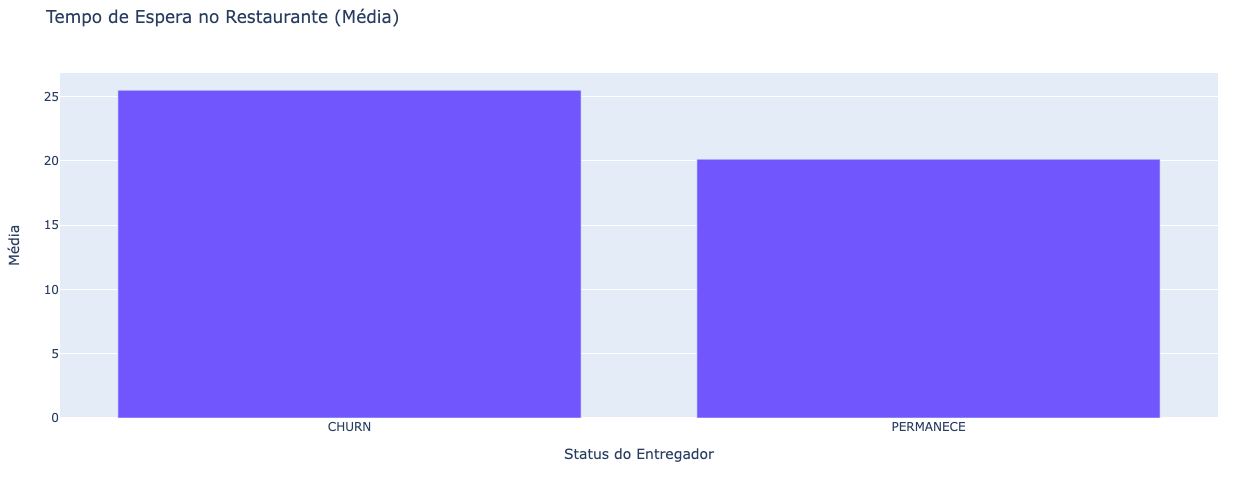 Tempo de Espera no Restaurante (Média)
Média
25
20
15
10
5
0
CHURN
PERMANECE
Status do Entregador